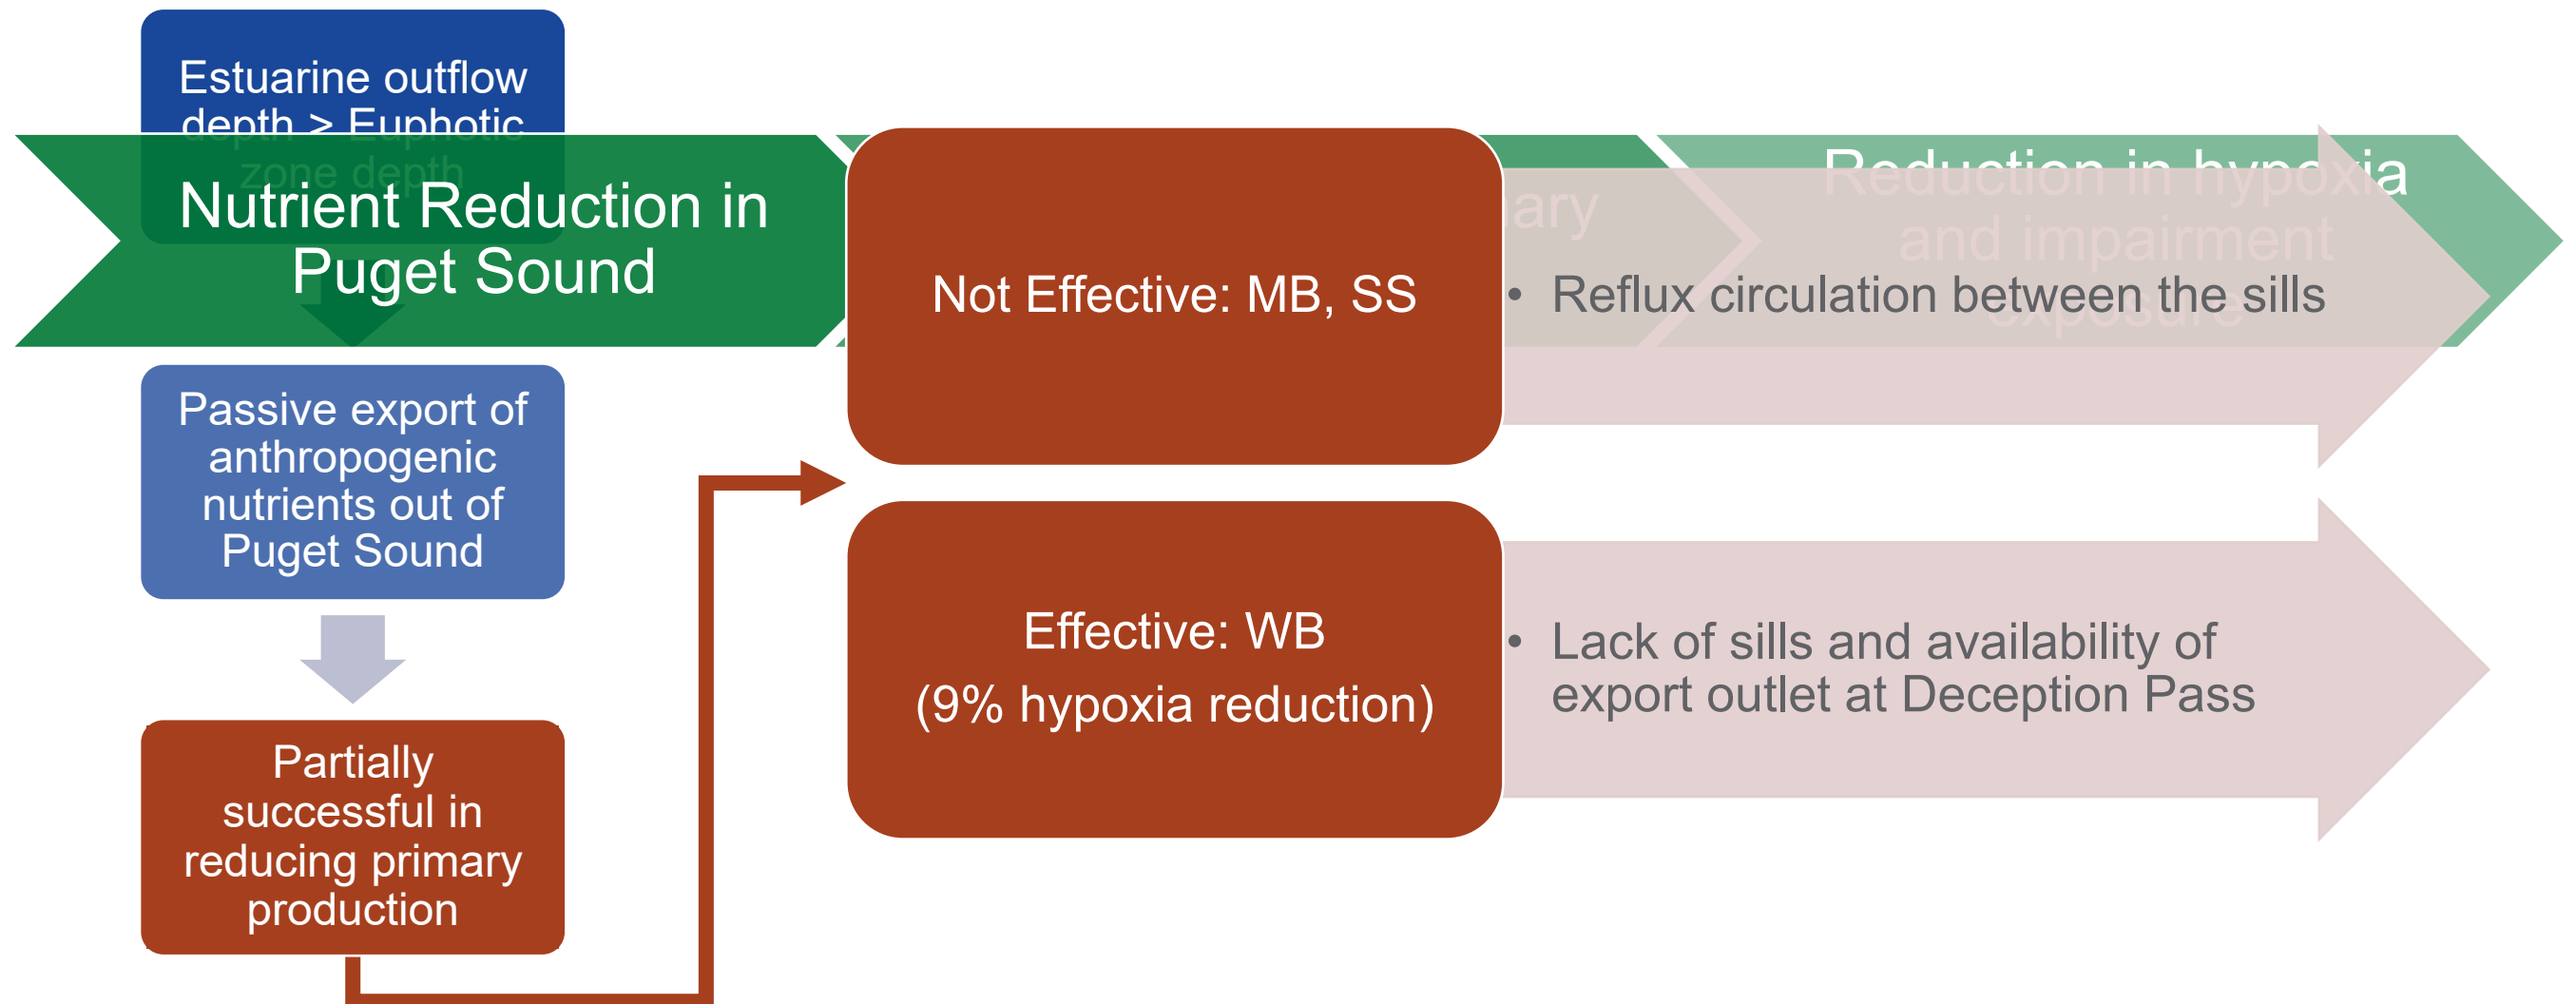 Estuarine outflow
depth > Euphotic
zone depth
Nutrient Reduction in
Puget Sound
Passive export of
anthropogenic
nutrients out of
Puget Sound
Partially
successful in
reducing primary
production
Not Effective: MB, SS
Effective: WB
(9% hypoxia reduction)
Reduction in hypoxia
and impairment
exposure
• Reflux circulation between the sills
• Lack of sills and availability of
export outlet at Deception Pass